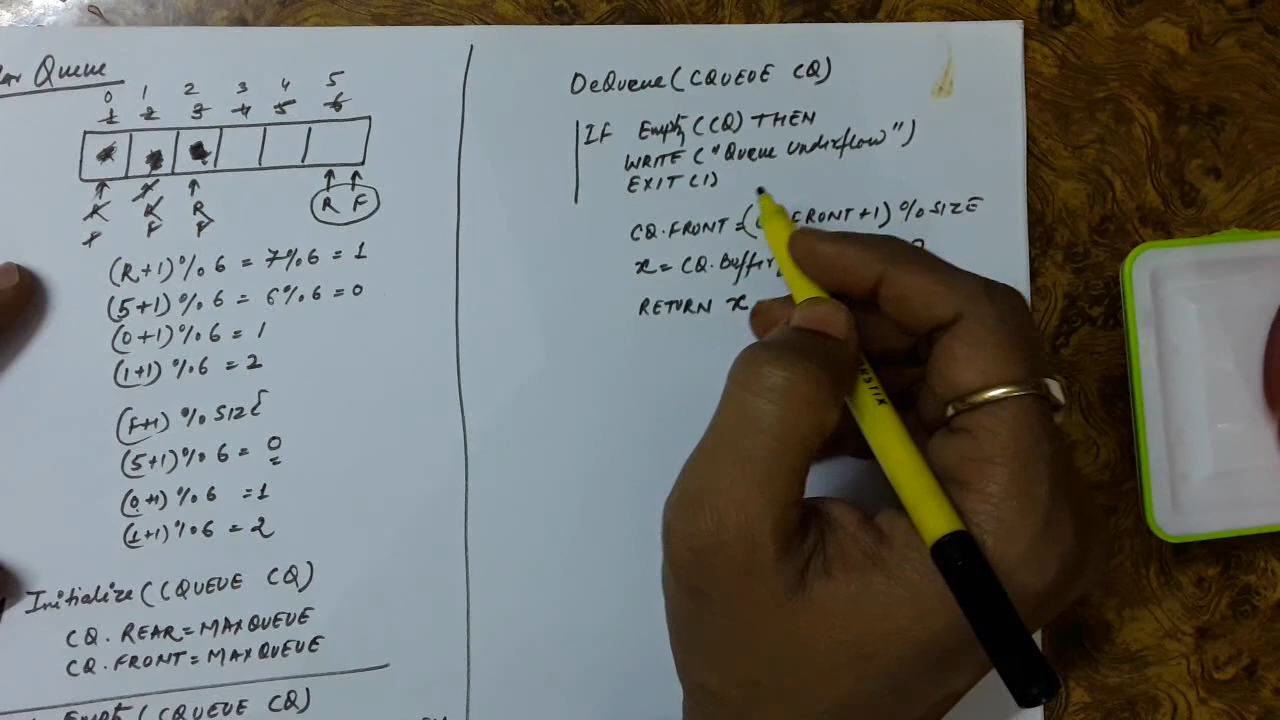 Queue
0 1 2 3 4 5
1 2 3 4 5 6
R R R R F
F F F
(R+1)%6 = 7%6 = 1
(5+1)%6 = 6%6 = 0
(0+1)%6 = 1
(1+1)%6 = 2
(F+1)%SIZE
(5+1)%6 = 0
(0+1)%6 = 1
(1+1)%6 = 2
Initialize(CQUEUE CQ)
CQ.REAR=MAXQUEUE
CQ.FRONT=MAXQUEUE
Empty(CQUEUE CQ)
DeQueue(CQUEUE CQ)
IF Empty(CQ) THEN
WRITE("Queue Underflow")
EXIT(1)
CQ.FRONT=( FRONT+1)%SIZE
x=CQ.Buffer
RETURN x